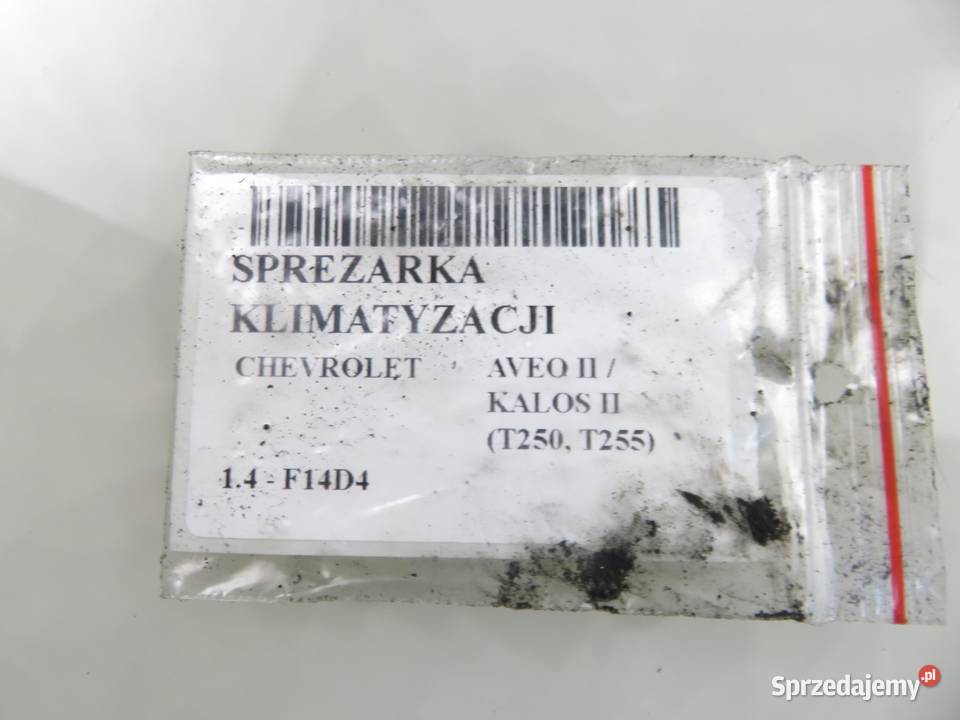 SPREZARKA
KLIMATYZACJI
CHEVROLET AVEO II /
KALOS II
(T250, T255)
1.4 - F14D4
Sprzedajemy.pl